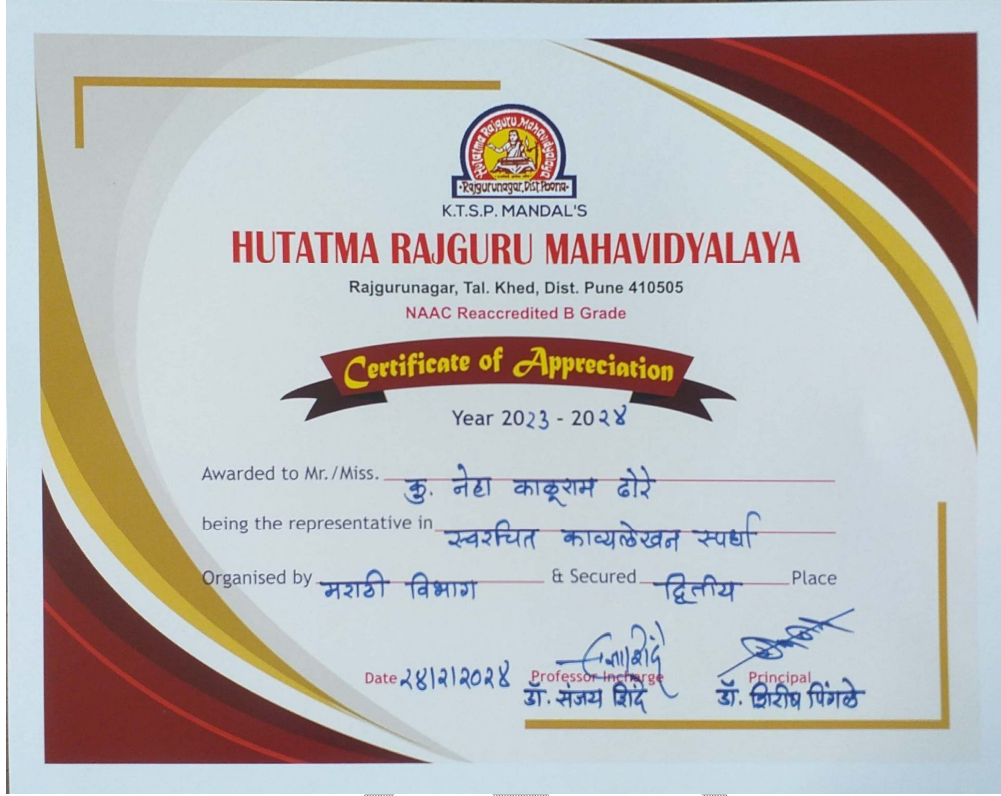 Hutatma Rajguru Mahavidyalaya
Rajgurunagar, Dist. Poona
K.T.S.P. MANDAL'S
HUTATMA RAJGURU MAHAVIDYALAYA
Rajgurunagar, Tal. Khed, Dist. Pune 410505
NAAC Reaccredited B Grade
Certificate of Appreciation
Year 2023 - 20२४
Awarded to Mr./Miss. कु. नेहा काळूराम ढोरे
being the representative in स्वरचित काव्यलेखन स्पर्धा
Organised by मराठी विभाग & Secured द्वितीय Place
Date २४|२|२०२४ Professor Incharge Principal
डॉ. संजय शिंदे डॉ. शिरीष पिंगळे